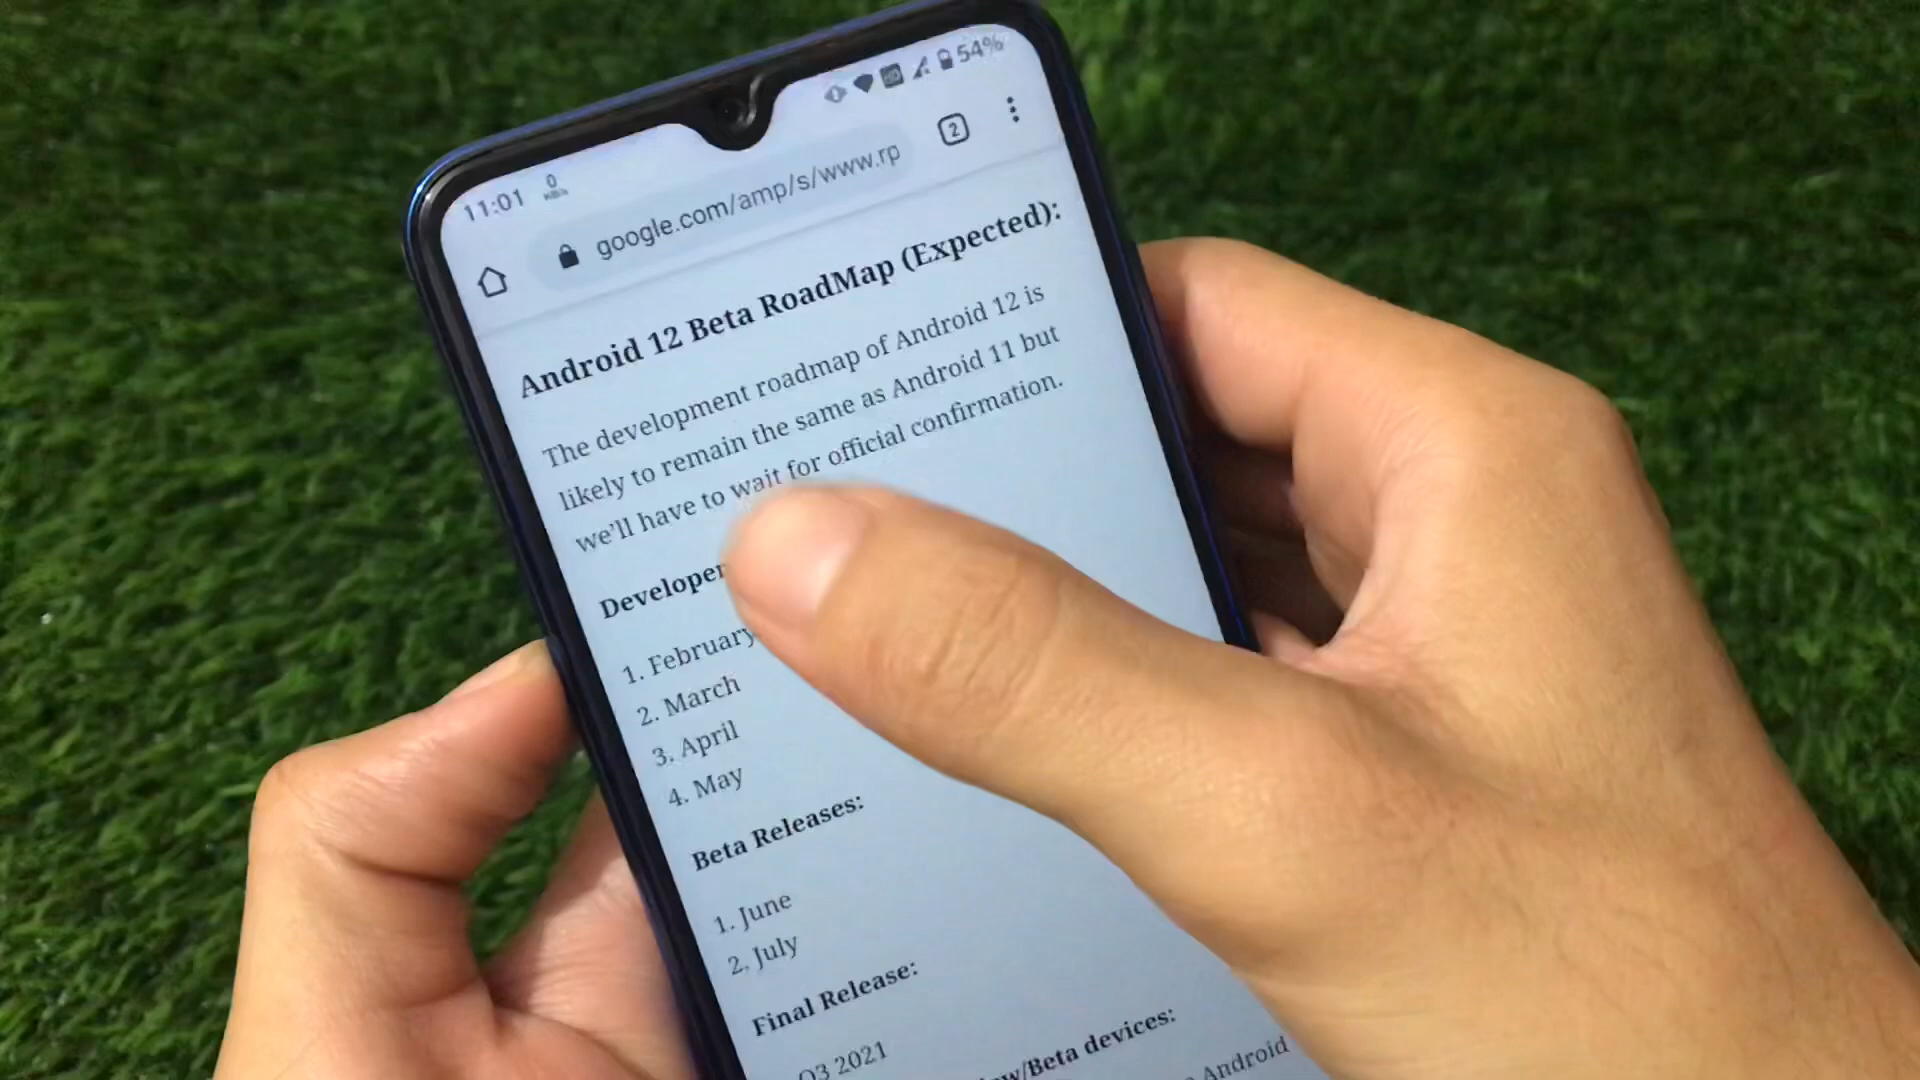 11:01 0 KB/s 54%
google.com/amp/s/www.rp 2
Android 12 Beta RoadMap (Expected):
The development roadmap of Android 12 is
likely to remain the same as Android 11 but
we'll have to wait for official confirmation.
Developer
1. February
2. March
3. April
4. May
Beta Releases:
1. June
2. July
Final Release:
Q3 2021
/Beta devices:
Android